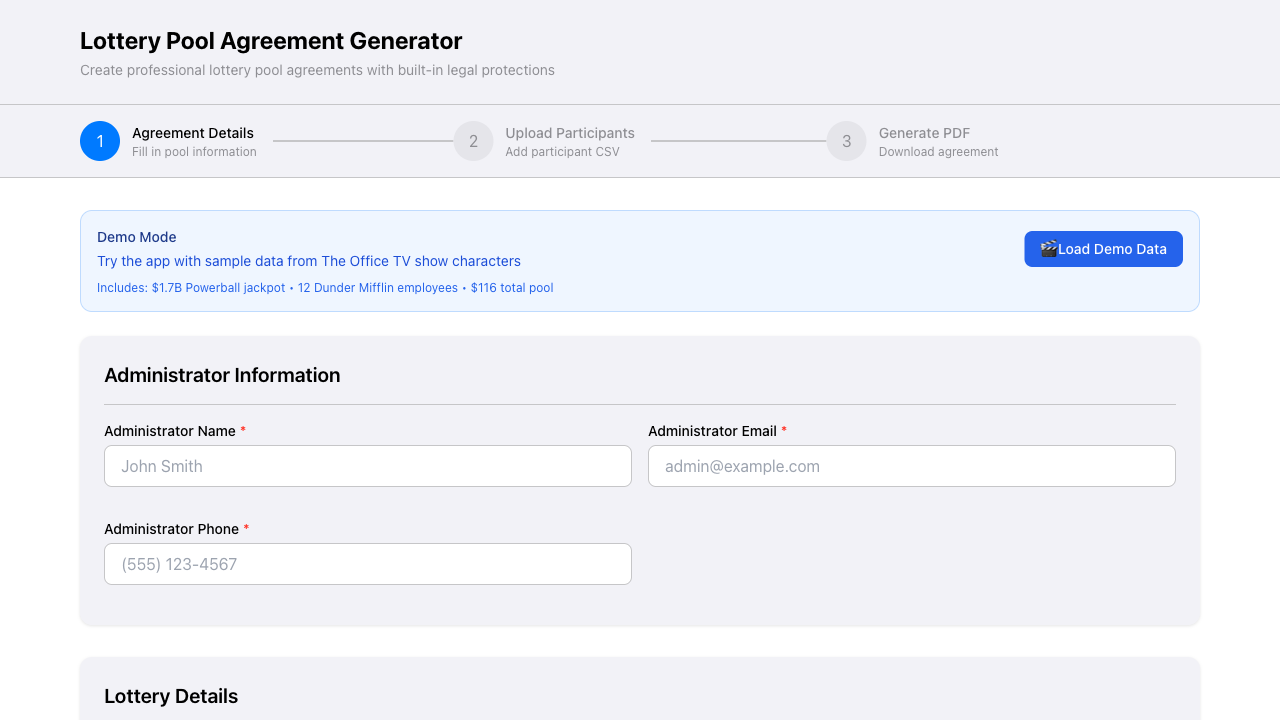 Lottery Pool Agreement Generator
Create professional lottery pool agreements with built-in legal protections
1
Agreement Details
Fill in pool information
2
Upload Participants
Add participant CSV
3
Generate PDF
Download agreement
Demo Mode
Try the app with sample data from The Office TV show characters
Includes: $1.7B Powerball jackpot • 12 Dunder Mifflin employees • $116 total pool
🎬Load Demo Data
Administrator Information
Administrator Name *
John Smith
Administrator Email *
admin@example.com
Administrator Phone *
(555) 123-4567
Lottery Details